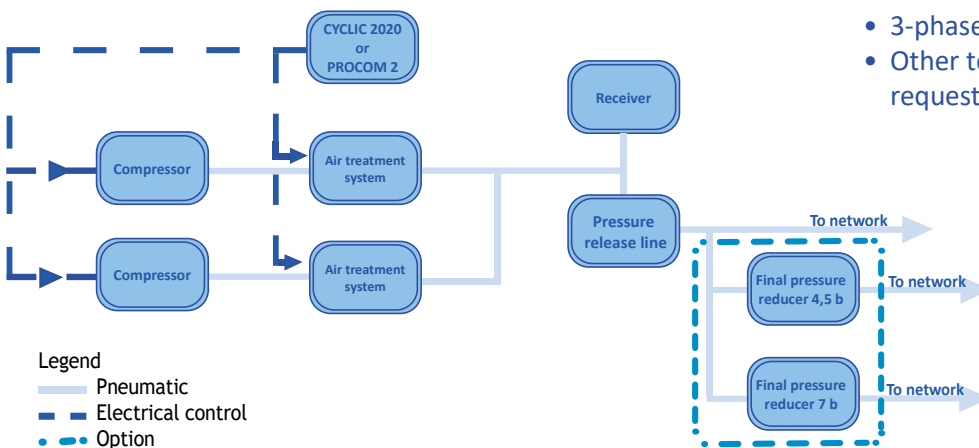 CYCLIC 2020
or
PROCOM 2
• 3-phase
• Other
request
Receiver
Compressor
Air treatment
system
Pressure
release line
To network
Compressor
Air treatment
system
Final pressure
reducer 4,5 b
To network
Final pressure
reducer 7 b
To network
Legend
Pneumatic
Electrical control
Option